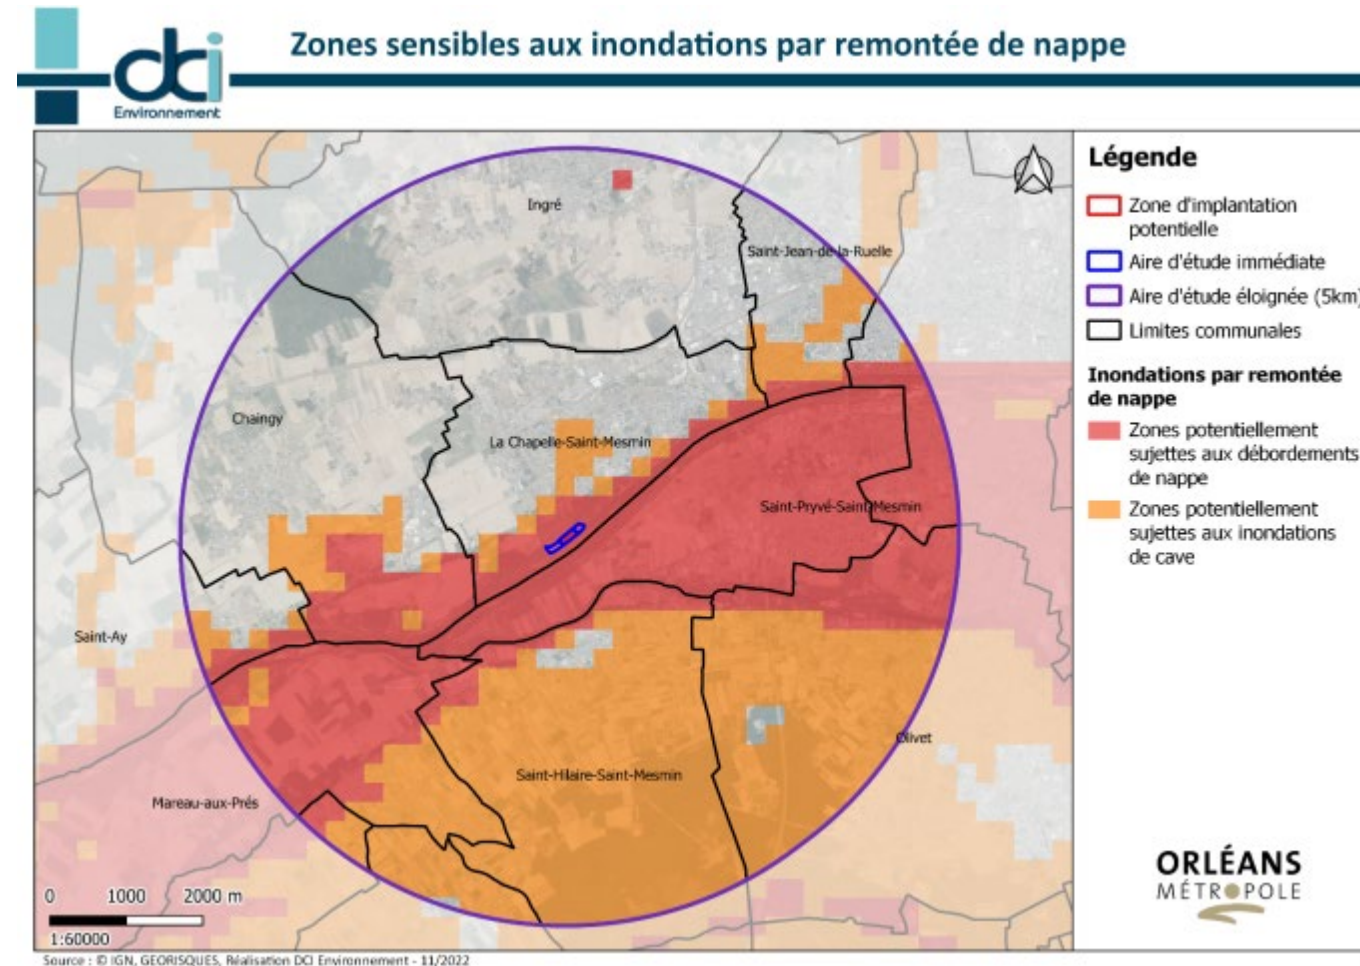 Zones sensibles aux inondations par remontée de nappe
dci
Environnement
Ingré
Saint-Jean-de-la-Ruelle
Chaingy
La Chapelle-Saint-Mesmin
Saint-Pryvé-Saint-Mesmin
Saint-Ay
Olivet
Saint-Hilaire-Saint-Mesmin
Mareau-aux-Prés
0 1000 2000 m
1:60000
Légende
Zone d'implantation
potentielle
Aire d'étude immédiate
Aire d'étude éloignée (5km)
Limites communales
Inondations par remontée
de nappe
Zones potentiellement
sujettes aux débordements
de nappe
Zones potentiellement
sujettes aux inondations
de cave
ORLÉANS
MÉTROPOLE
Source : © IGN, GEORISQUES, Réalisation DCI Environnement - 11/2022